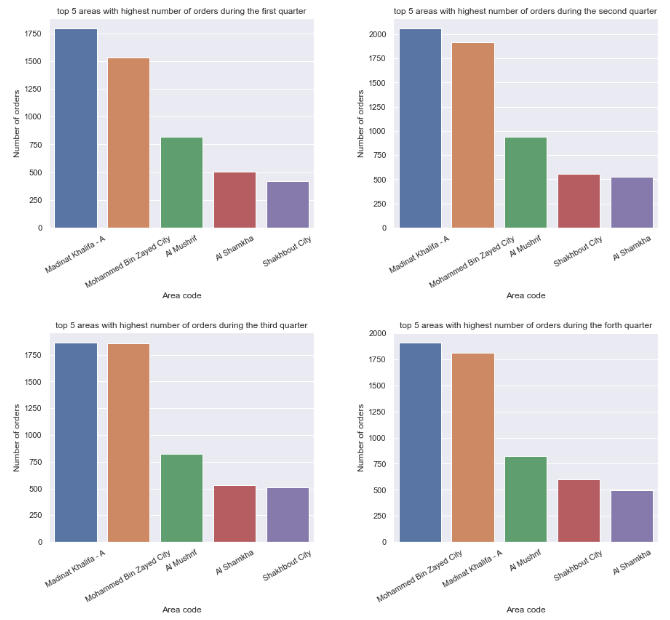 top 5 areas with highest number of orders during the first quarter
Number of orders
1750
1500
1250
1000
750
500
250
0
Madinat Khalifa - A
Mohammed Bin Zayed City
Al Mushrif
Al Shamkha
Shakhbout City
Area code
top 5 areas with highest number of orders during the second quarter
Number of orders
2000
1750
1500
1250
1000
750
500
250
0
Madinat Khalifa - A
Mohammed Bin Zayed City
Al Mushrif
Shakhbout City
Al Shamkha
Area code
top 5 areas with highest number of orders during the third quarter
Number of orders
1750
1500
1250
1000
750
500
250
0
Madinat Khalifa - A
Mohammed Bin Zayed City
Al Mushrif
Al Shamkha
Shakhbout City
Area code
top 5 areas with highest number of orders during the forth quarter
Number of orders
2000
1750
1500
1250
1000
750
500
250
0
Mohammed Bin Zayed City
Madinat Khalifa - A
Al Mushrif
Shakhbout City
Al Shamkha
Area code